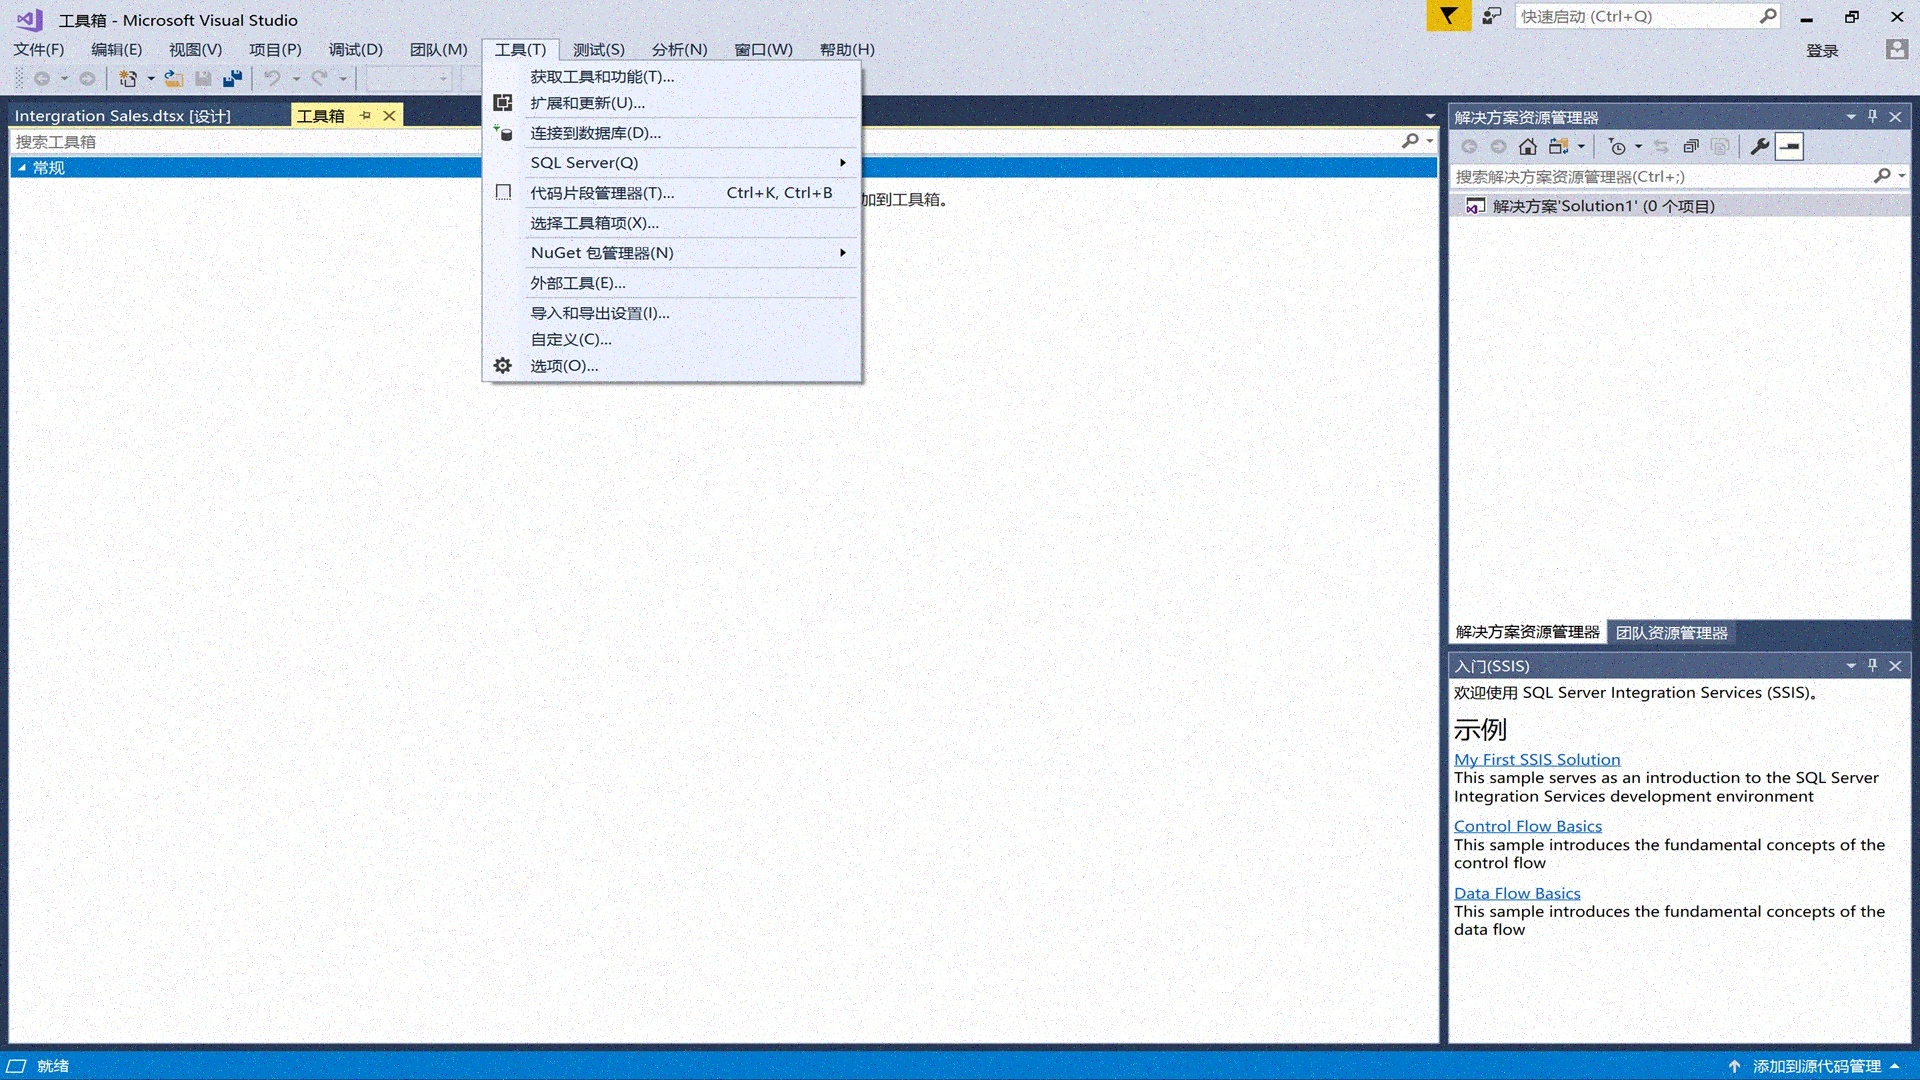 工具箱 - Microsoft Visual Studio
快速启动 (Ctrl+Q)
文件(F) 编辑(E) 视图(V) 项目(P) 调试(D) 团队(M) 工具(T) 测试(S) 分析(N) 窗口(W) 帮助(H)
登录
Intergration Sales.dtsx [设计]
工具箱
搜索工具箱
常规
加到工具箱。
获取工具和功能(T)...
扩展和更新(U)...
连接到数据库(D)...
SQL Server(Q)
代码片段管理器(T)... Ctrl+K, Ctrl+B
选择工具箱项(X)...
NuGet 包管理器(N)
外部工具(E)...
导入和导出设置(I)...
自定义(C)...
选项(O)...
解决方案资源管理器
搜索解决方案资源管理器(Ctrl+;)
解决方案'Solution1' (0 个项目)
解决方案资源管理器 团队资源管理器
入门(SSIS)
欢迎使用 SQL Server Integration Services (SSIS)。
示例
My First SSIS Solution
This sample serves as an introduction to the SQL Server
Integration Services development environment
Control Flow Basics
This sample introduces the fundamental concepts of the
control flow
Data Flow Basics
This sample introduces the fundamental concepts of the
data flow
就绪
添加到源代码管理